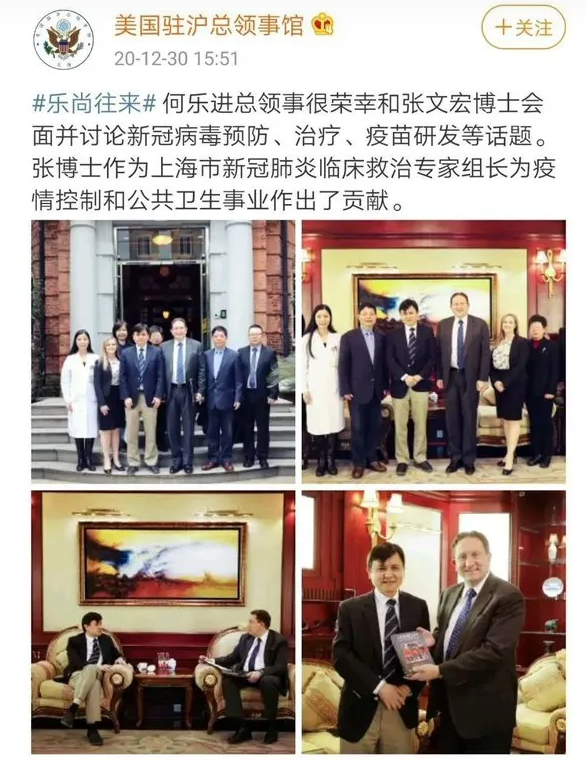 美国驻沪总领事馆
20-12-30 15:51
+关注
#乐尚往来# 何乐进总领事很荣幸和张文宏博士会
面并讨论新冠病毒预防、治疗、疫苗研发等话题。
张博士作为上海市新冠肺炎临床救治专家组长为疫
情控制和公共卫生事业作出了贡献。